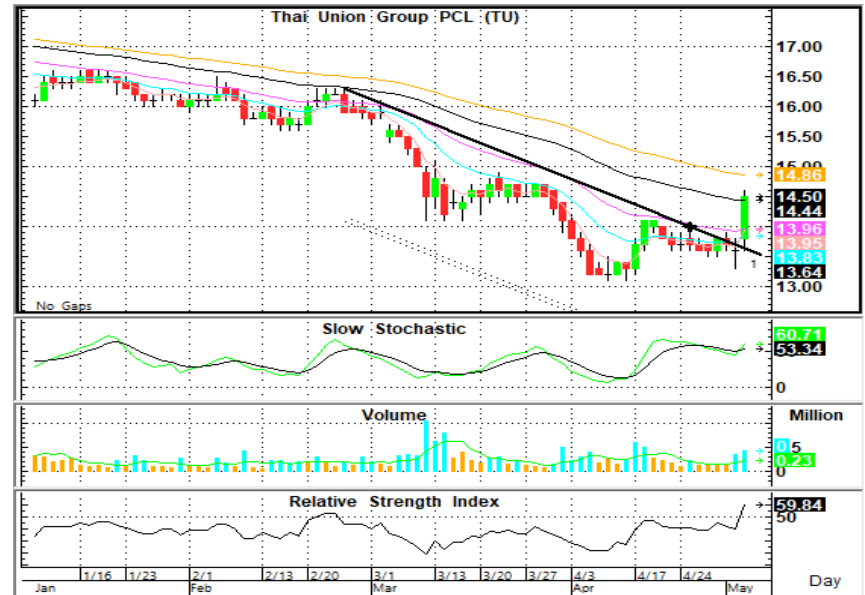 Thai Union Group PCL (TU)
17.00
16.50
16.00
15.50
15.00
14.86
14.50
14.44
13.96
13.95
13.83
13.64
13.00
1
No Gaps
Slow Stochastic
60.71
53.34
0
Volume
Million
0.5
0.23
0
Relative Strength Index
59.84
50
1/16 1/23 2/1 2/13 2/20 3/1 3/13 3/20 3/27 4/3 4/17 4/24
Jan Feb Mar Apr May
Day